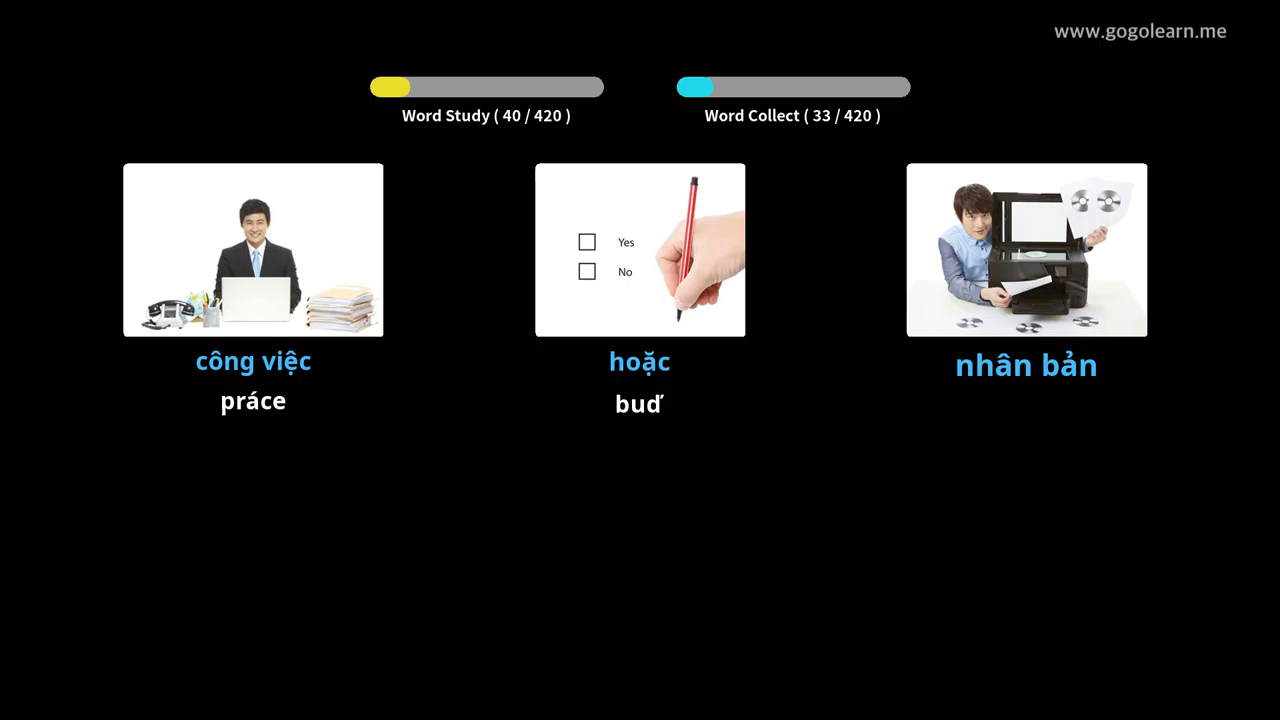 www.gogolearn.me
Word Study ( 40 / 420 )
Word Collect ( 33 / 420 )
Yes
No
công việc
hoặc
nhân bản
práce
buď